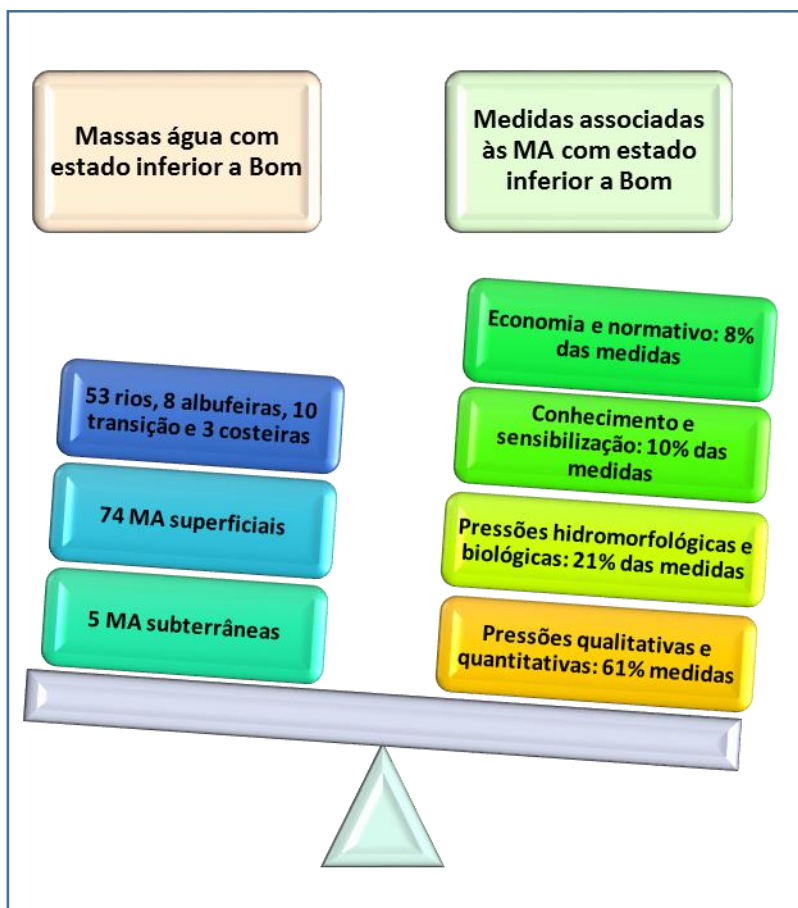 Massas água com
estado inferior a Bom
Medidas associadas
às MA com estado
inferior a Bom
53 rios, 8 albufeiras, 10
transição e 3 costeiras
74 MA superficiais
5 MA subterrâneas
Economia e normativo: 8%
das medidas
Conhecimento e
sensibilização: 10% das
medidas
Pressões hidromorfológicas e
biológicas: 21% das medidas
Pressões qualitativas e
quantitativas: 61% medidas